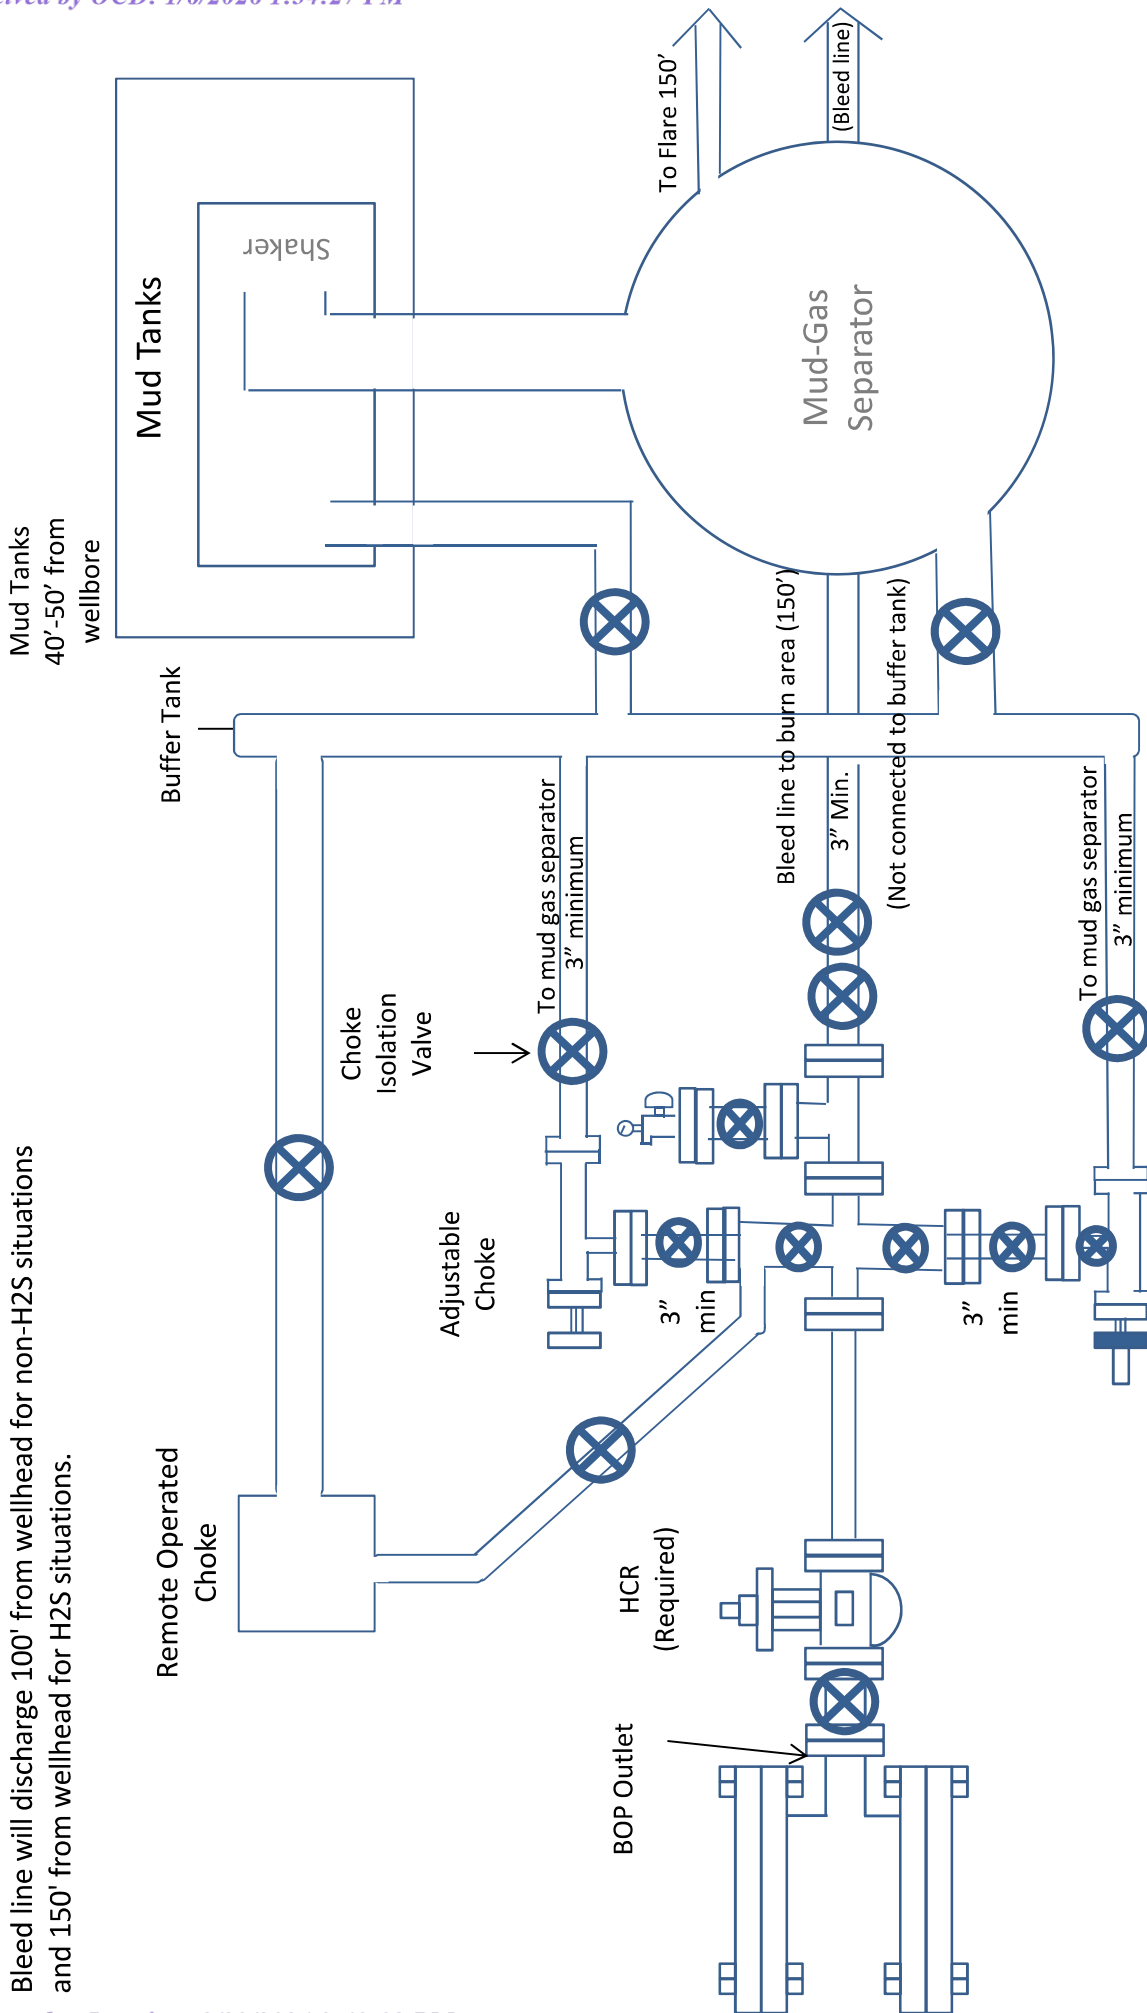 Bleed line will discharge 100' from wellhead for non-H2S situations
and 150' from wellhead for H2S situations.
Mud Tanks
40’-50’ from
wellbore
Mud Tanks
Shaker
Buffer Tank
Remote Operated
Choke
Choke
Isolation
Valve
Adjustable
Choke
To mud gas separator
3” minimum
To Flare 150’
(Bleed line)
Mud-Gas
Separator
BOP Outlet
HCR
(Required)
3”
min
Bleed line to burn area (150’)
3” Min.
(Not connected to buffer tank)
3”
min
To mud gas separator
3” minimum